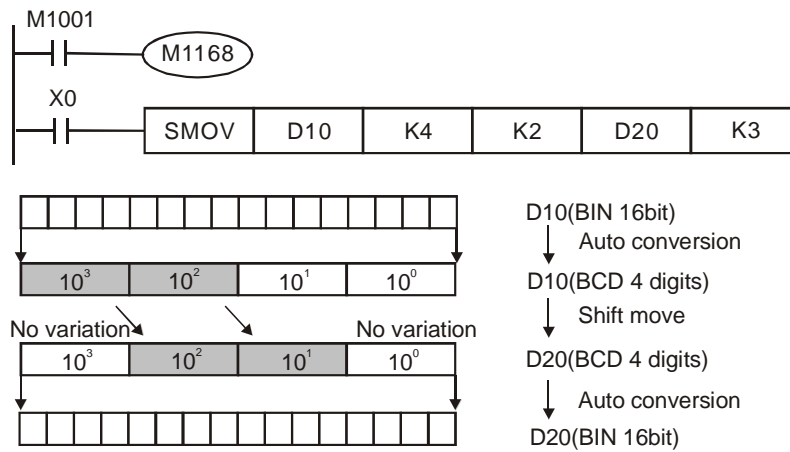 M1001
M1168
X0
SMOV D10 K4 K2 D20 K3
D10(BIN 16bit)
Auto conversion
10³ 10² 10¹ 10⁰
D10(BCD 4 digits)
Shift move
No variation No variation
10³ 10² 10¹ 10⁰
D20(BCD 4 digits)
Auto conversion
D20(BIN 16bit)